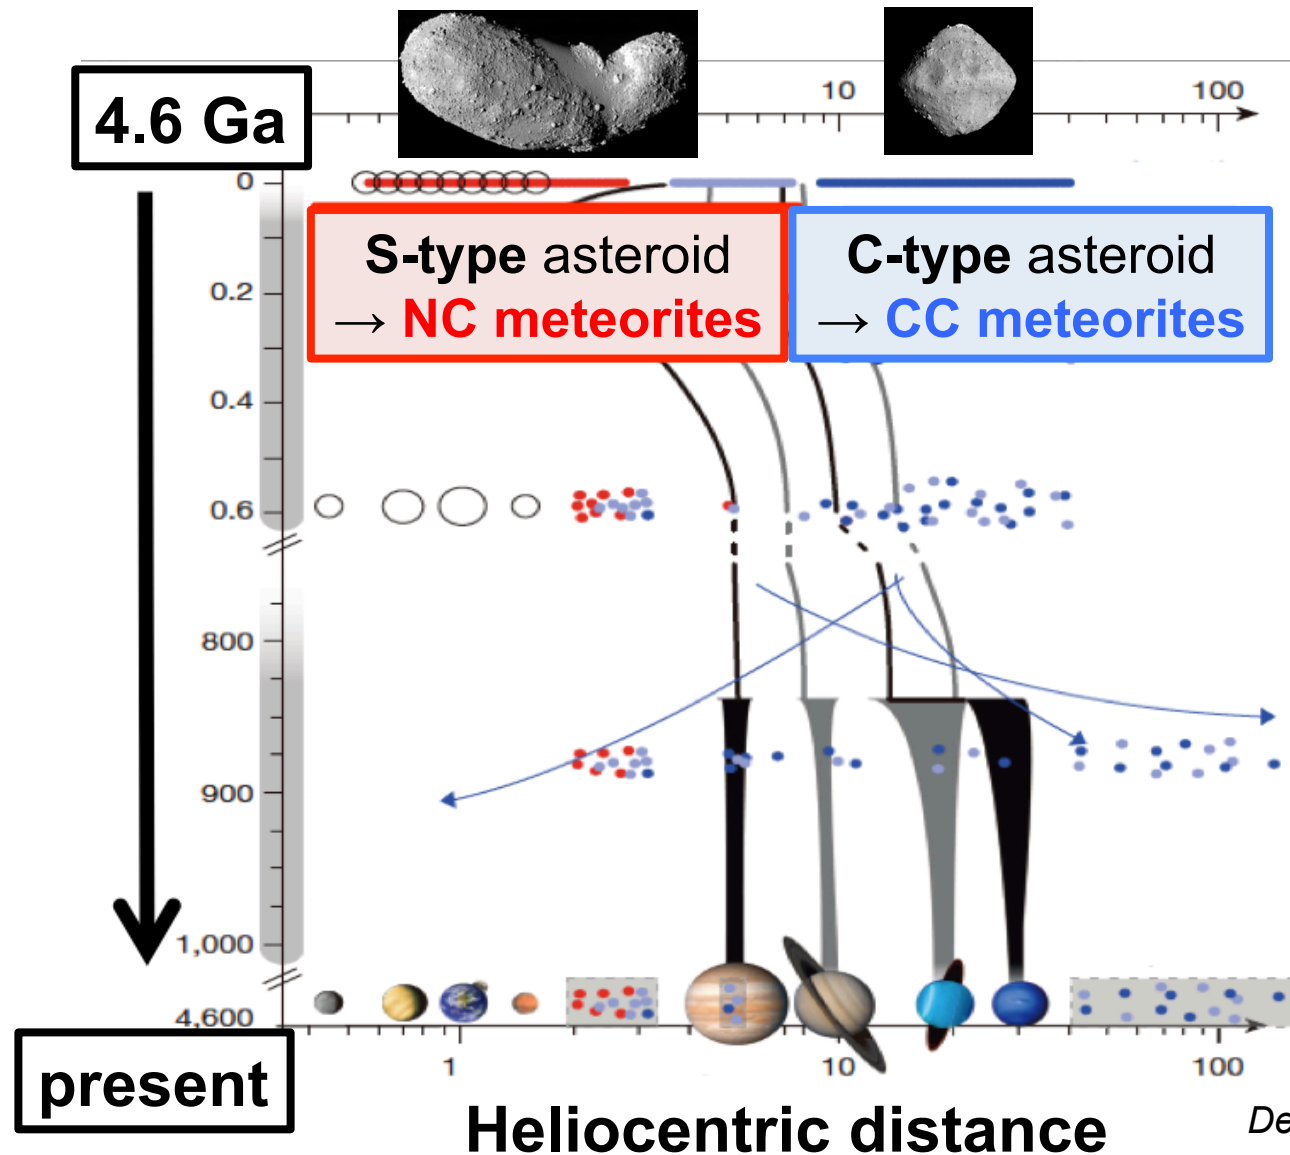 4.6 Ga
10
100
0
S-type asteroid
→ NC meteorites
C-type asteroid
→ CC meteorites
0.2
0.4
0.6
800
900
1,000
4,600
present
1
10
100
Heliocentric distance
De